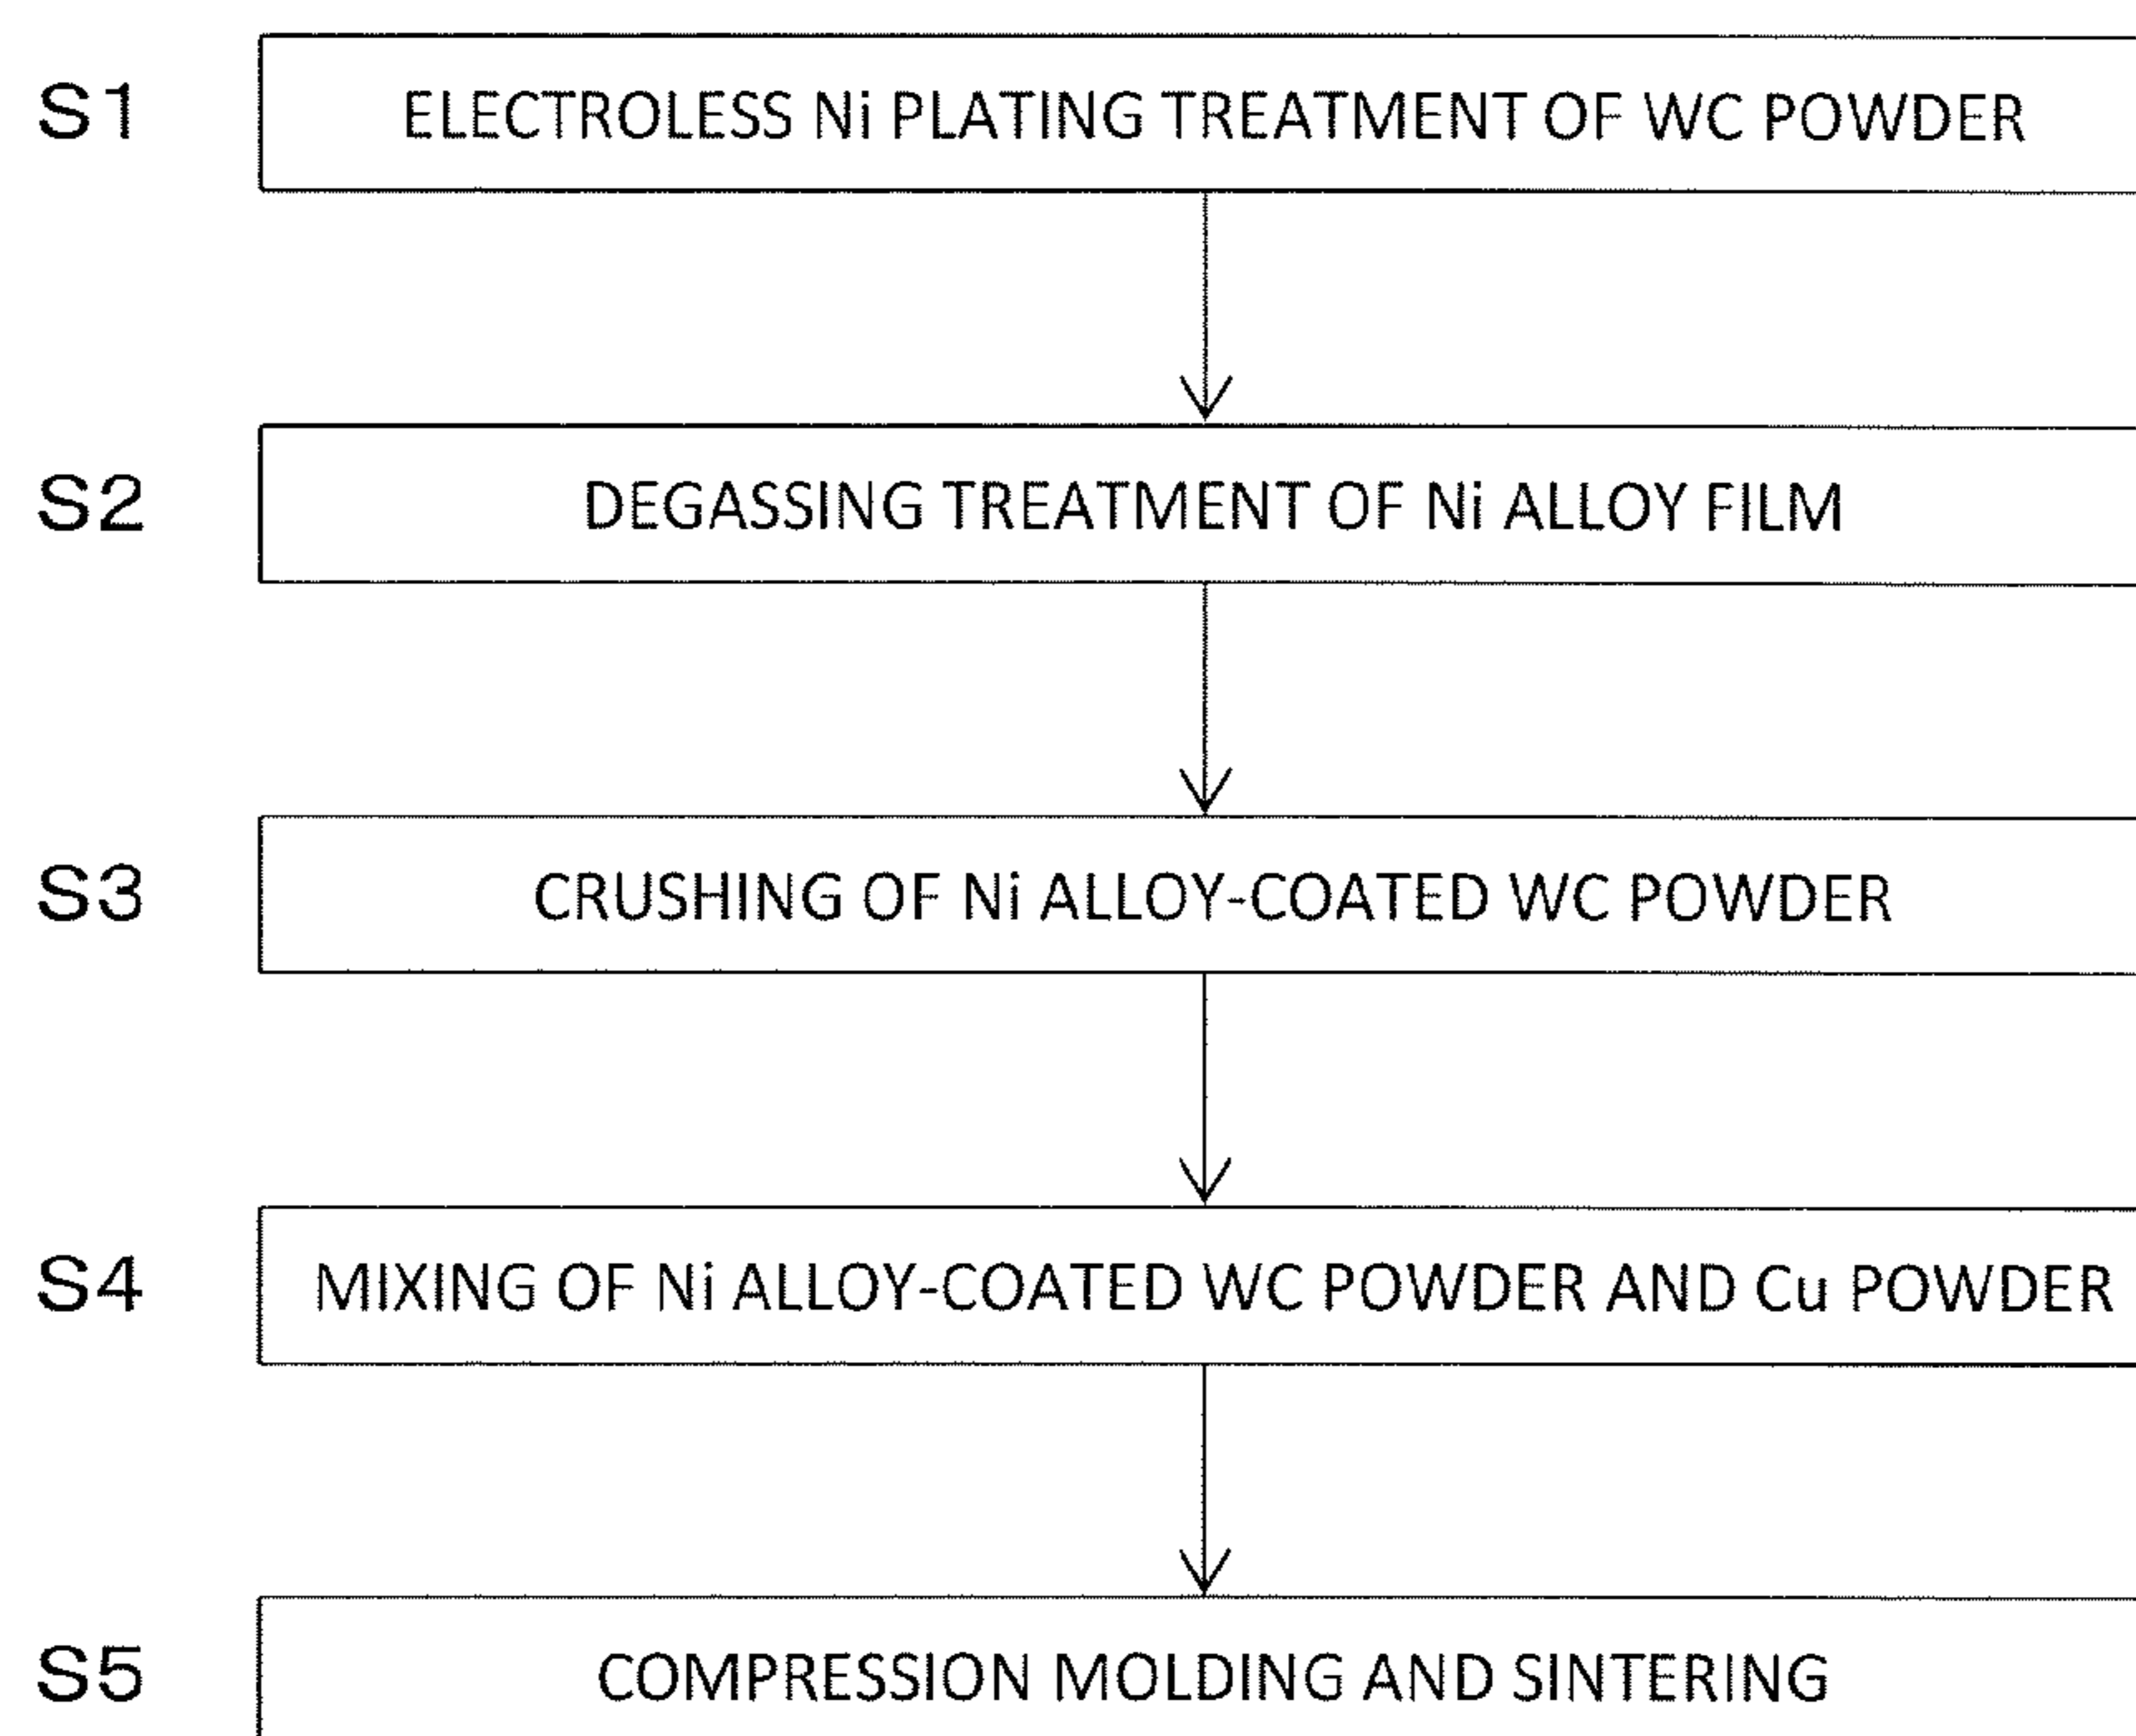 S1 ELECTROLESS Ni PLATING TREATMENT OF WC POWDER
S2 DEGASSING TREATMENT OF Ni ALLOY FILM
S3 CRUSHING OF Ni ALLOY-COATED WC POWDER
S4 MIXING OF Ni ALLOY-COATED WC POWDER AND Cu POWDER
S5 COMPRESSION MOLDING AND SINTERING